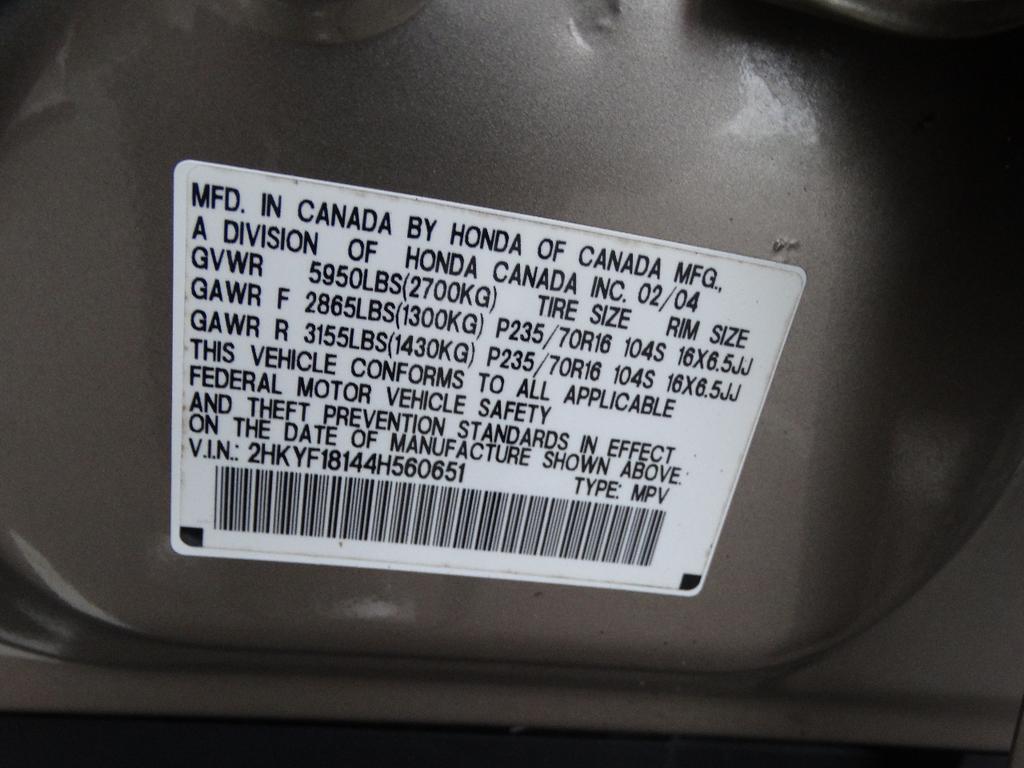 MFD. IN CANADA BY HONDA OF CANADA MFG.,
A DIVISION OF HONDA CANADA INC. 02/04
GVWR 5950LBS(2700KG) TIRE SIZE RIM SIZE
GAWR F 2865LBS(1300KG) P235/70R16 104S 16X6.5JJ
GAWR R 3155LBS(1430KG) P235/70R16 104S 16X6.5JJ
THIS VEHICLE CONFORMS TO ALL APPLICABLE
FEDERAL MOTOR VEHICLE SAFETY
AND THEFT PREVENTION STANDARDS IN EFFECT
ON THE DATE OF MANUFACTURE SHOWN ABOVE.
V.I.N.: 2HKYF18144H560651 TYPE: MPV